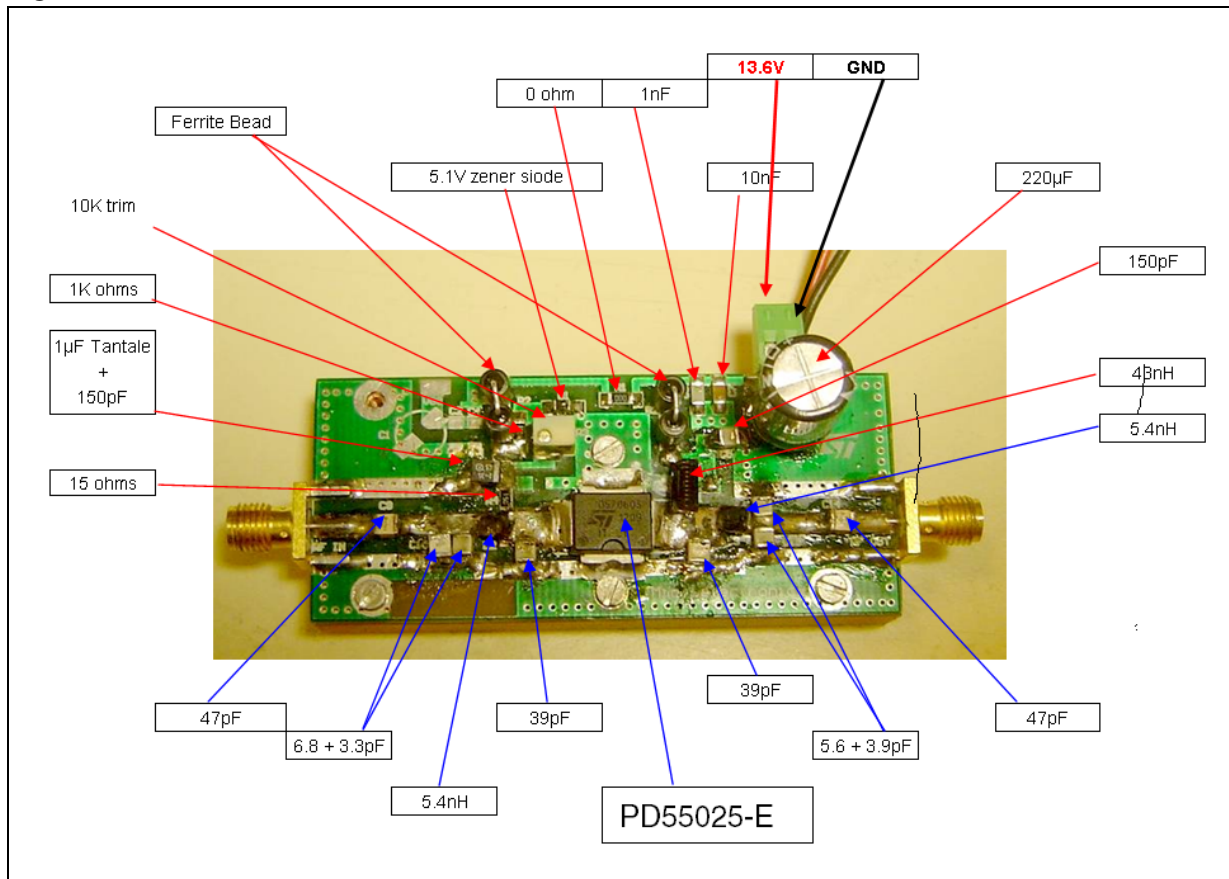 13.6V GND
0 ohm 1nF
Ferrite Bead
5.1V zener siode
10nF
220µF
10K trim
150pF
1K ohms
1µF Tantale
+
150pF
43nH
5.4nH
15 ohms
000
39pF
47pF
39pF
47pF
6.8 + 3.3pF
5.6 + 3.9pF
5.4nH
PD55025-E